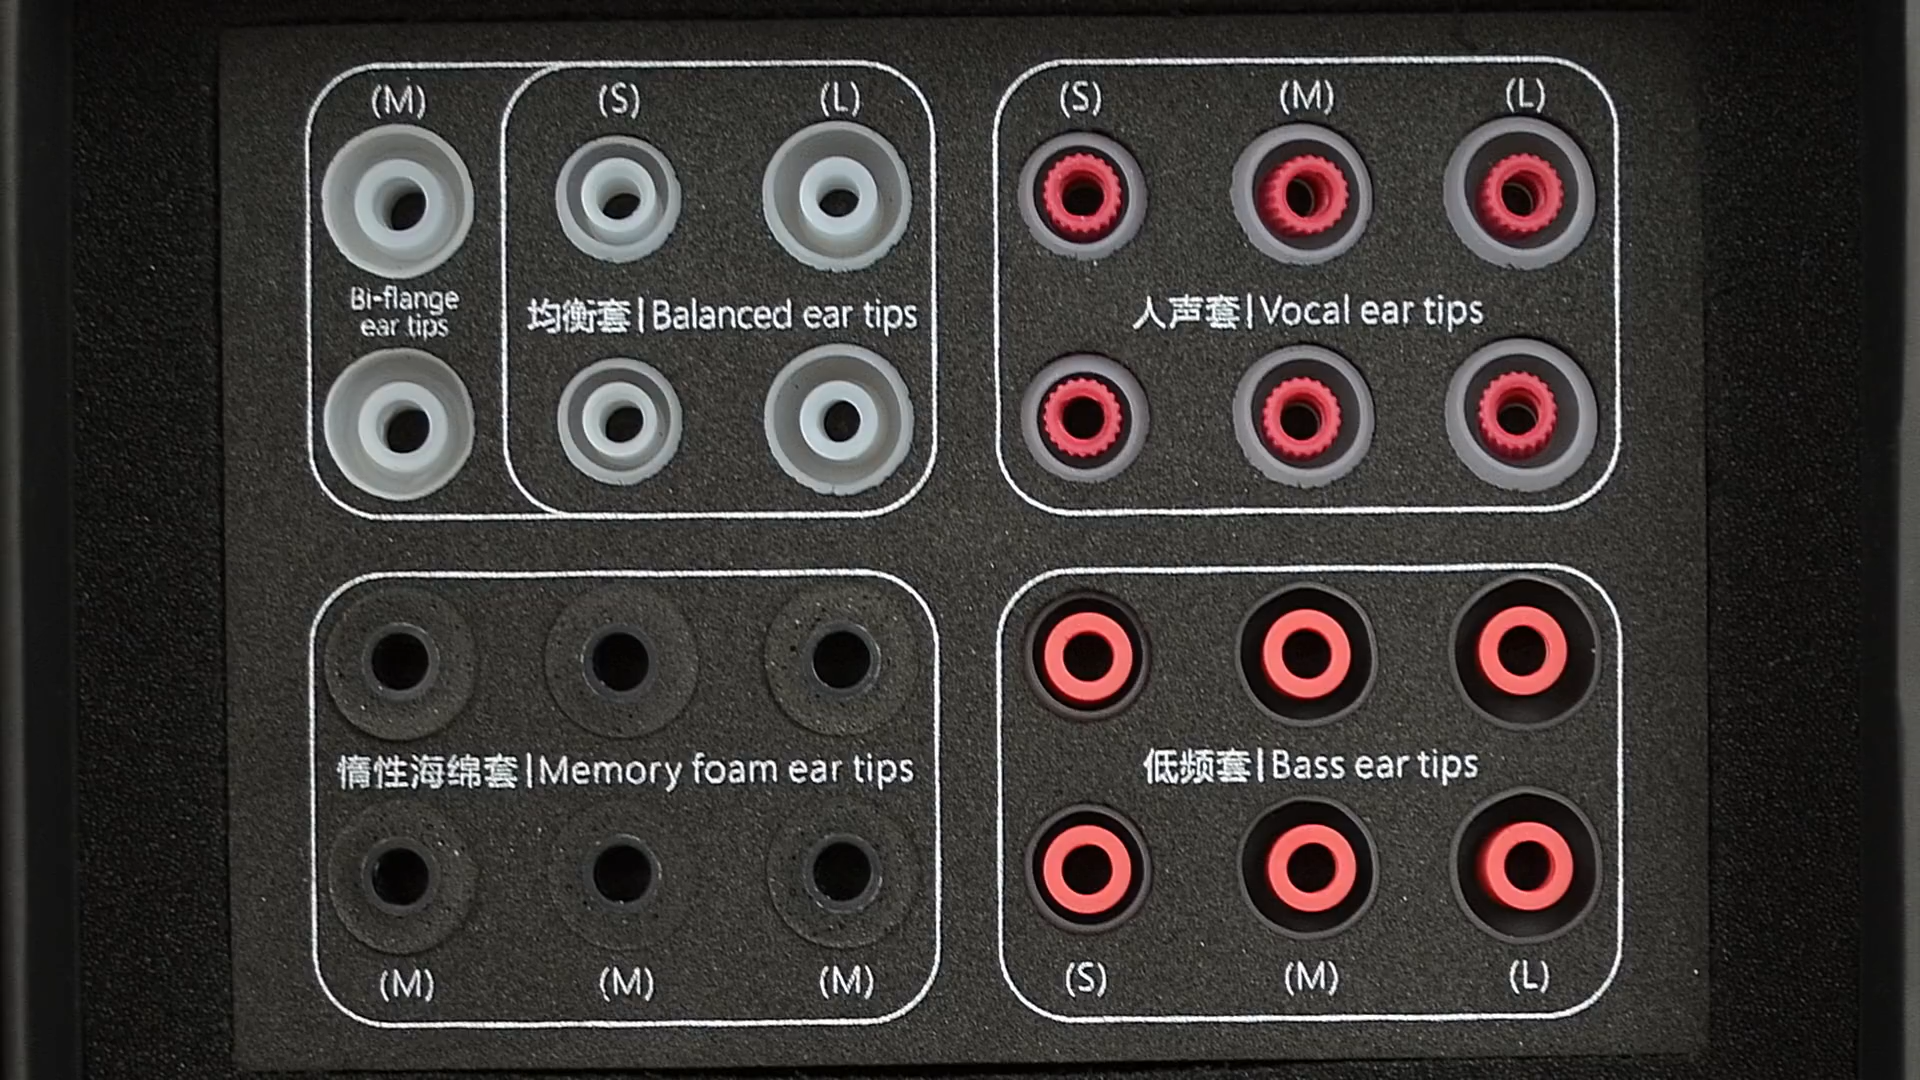 (M)
(S)
(L)
Bi-flange
ear tips
均衡套|Balanced ear tips
(S)
(M)
(L)
人声套|Vocal ear tips
惰性海绵套|Memory foam ear tips
(M)
(M)
(M)
低频套|Bass ear tips
(S)
(M)
(L)